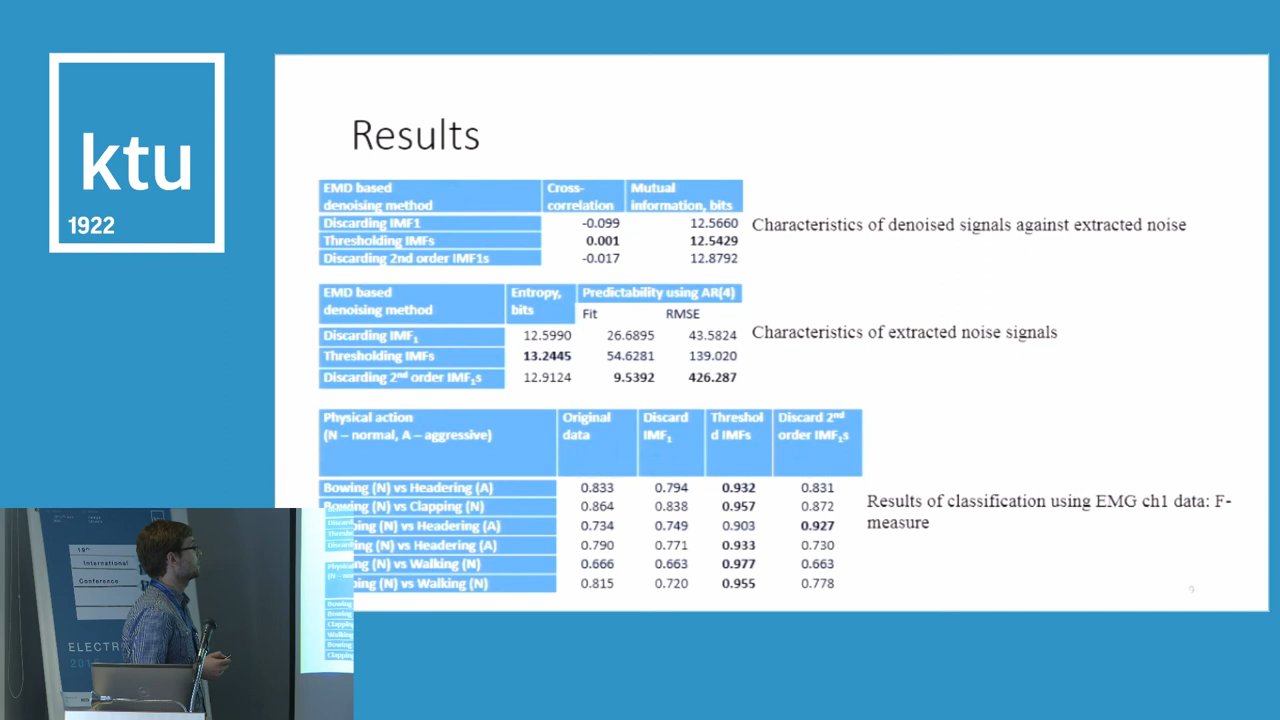 ktu
1922
Results
EMD based denoising method Cross-correlation Mutual information, bits
Discarding IMF1 -0.099 12.5660
Thresholding IMFs 0.001 12.5429
Discarding 2nd order IMF1s -0.017 12.8792
Characteristics of denoised signals against extracted noise
EMD based denoising method Entropy, bits Predictability using AR(4)
Fit RMSE
Discarding IMF1 12.5990 26.6895 43.5824
Thresholding IMFs 13.2445 54.6281 139.020
Discarding 2nd order IMF1s 12.9124 9.5392 426.287
Characteristics of extracted noise signals
Physical action (N – normal, A – aggressive) Original data Discard IMF1 Threshol d IMFs Discard 2nd order IMF1s
Bowing (N) vs Headering (A) 0.833 0.794 0.932 0.831
Bowing (N) vs Clapping (N) 0.864 0.838 0.957 0.872
ping (N) vs Headering (A) 0.734 0.749 0.903 0.927
ing (N) vs Headering (A) 0.790 0.771 0.933 0.730
ing (N) vs Walking (N) 0.666 0.663 0.977 0.663
ping (N) vs Walking (N) 0.815 0.720 0.955 0.778
Results of classification using EMG ch1 data: F-
measure
9
19th
International
Conference
ELECTR